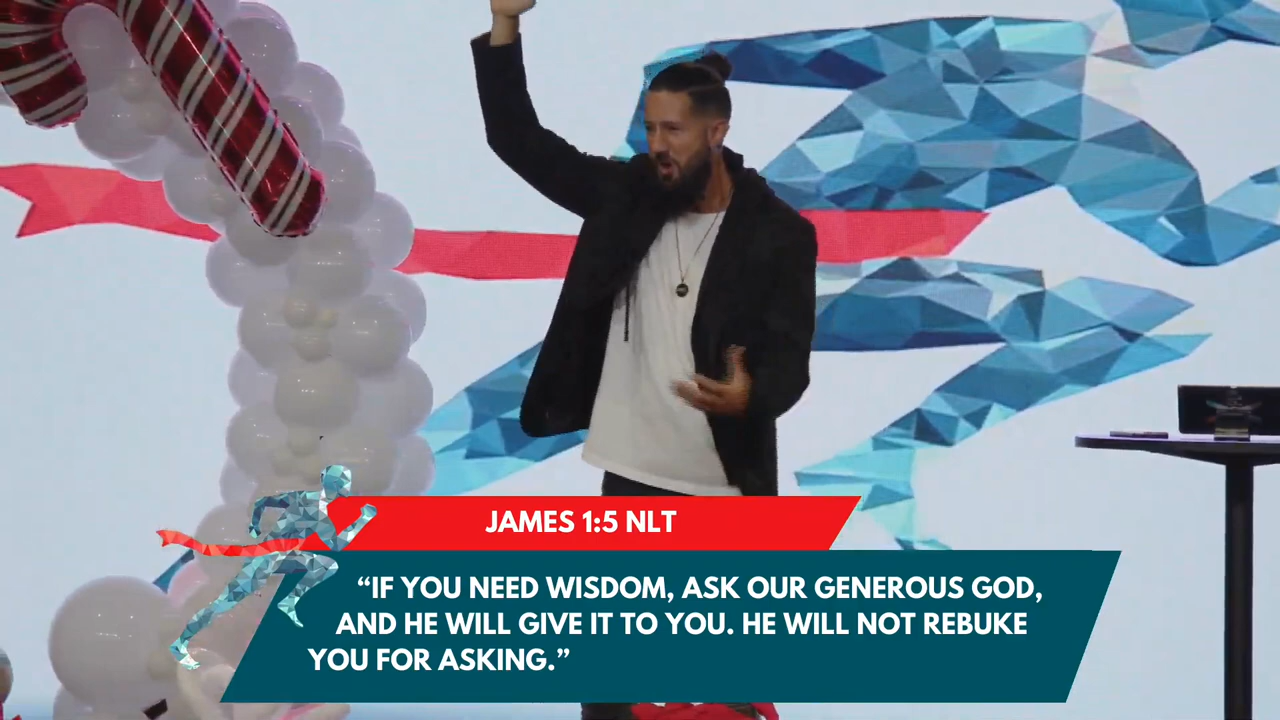 JAMES 1:5 NLT
“IF YOU NEED WISDOM, ASK OUR GENEROUS GOD,
AND HE WILL GIVE IT TO YOU. HE WILL NOT REBUKE
YOU FOR ASKING.”